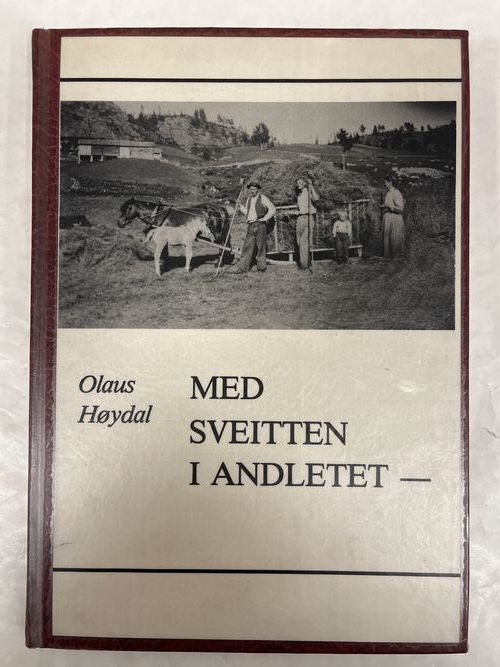 Olaus
Høydal
MED
SVEITTEN
I ANDLETET —